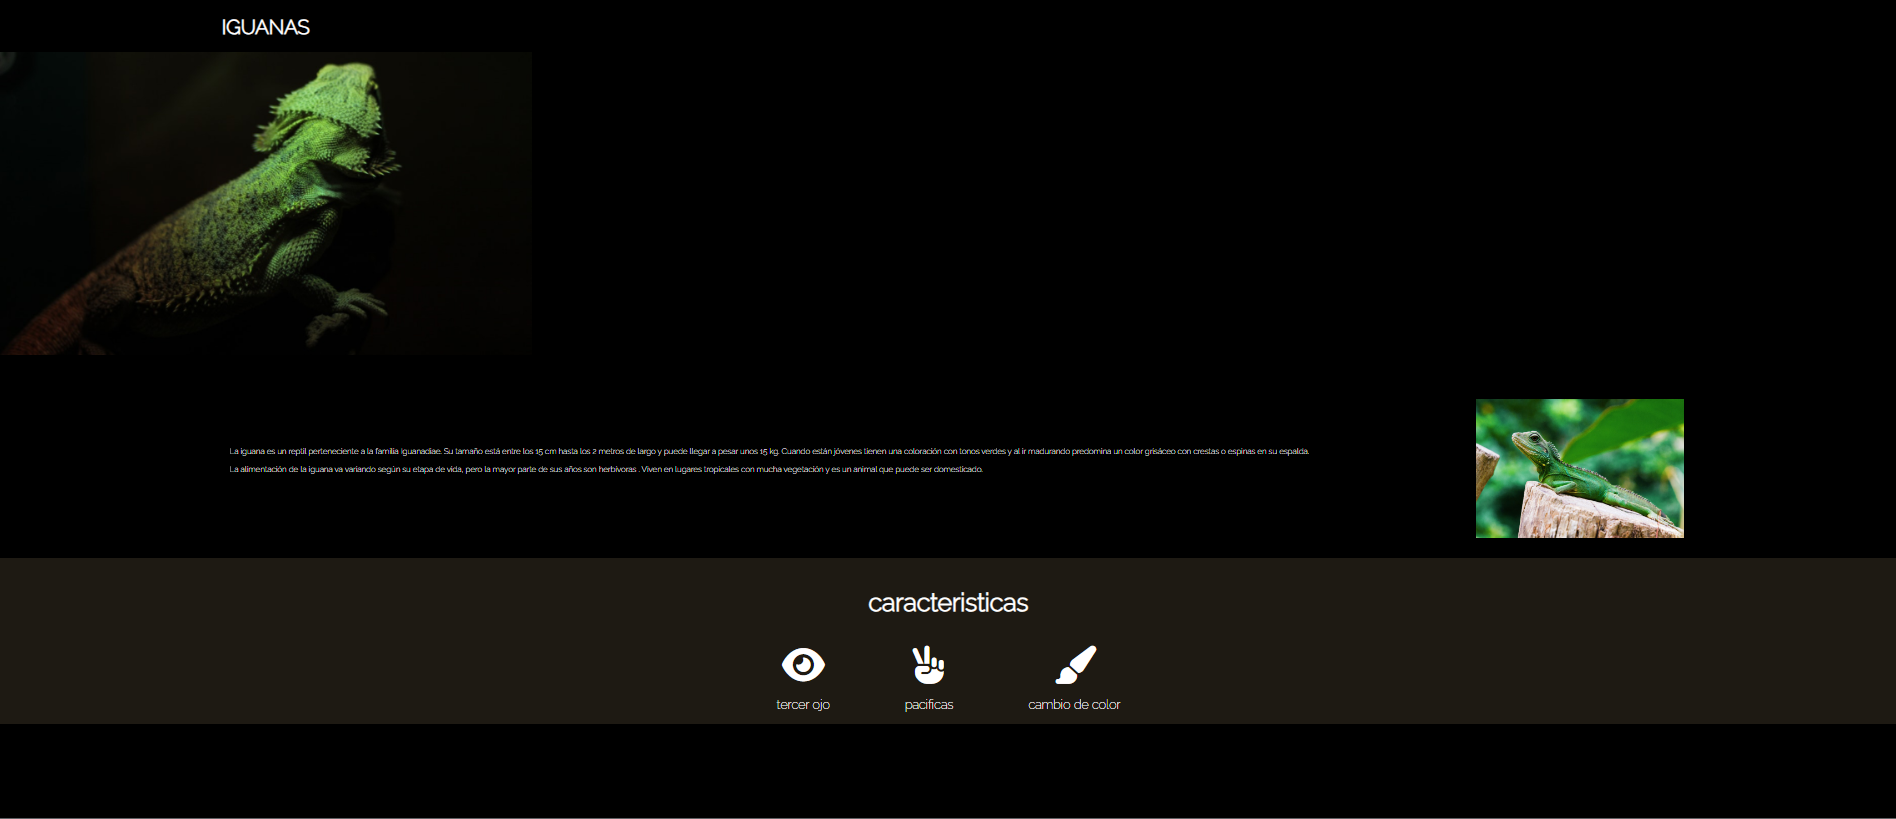 IGUANAS
La iguana es un reptil perteneciente a la familia iguanadiae. Su tamaño está entre los 15 cm hasta los 2 metros de largo y puede llegar a pesar unos 15 kg. Cuando están jóvenes tienen una coloración con tonos verdes y al ir madurando predomina un color grisáceo con crestas o espinas en su espalda.
La alimentación de la iguana va variando según su etapa de vida, pero la mayor parte de sus años son herbívoras . Viven en lugares tropicales con mucha vegetación y es un animal que puede ser domesticado.
caracteristicas
tercer ojo
pacificas
cambio de color